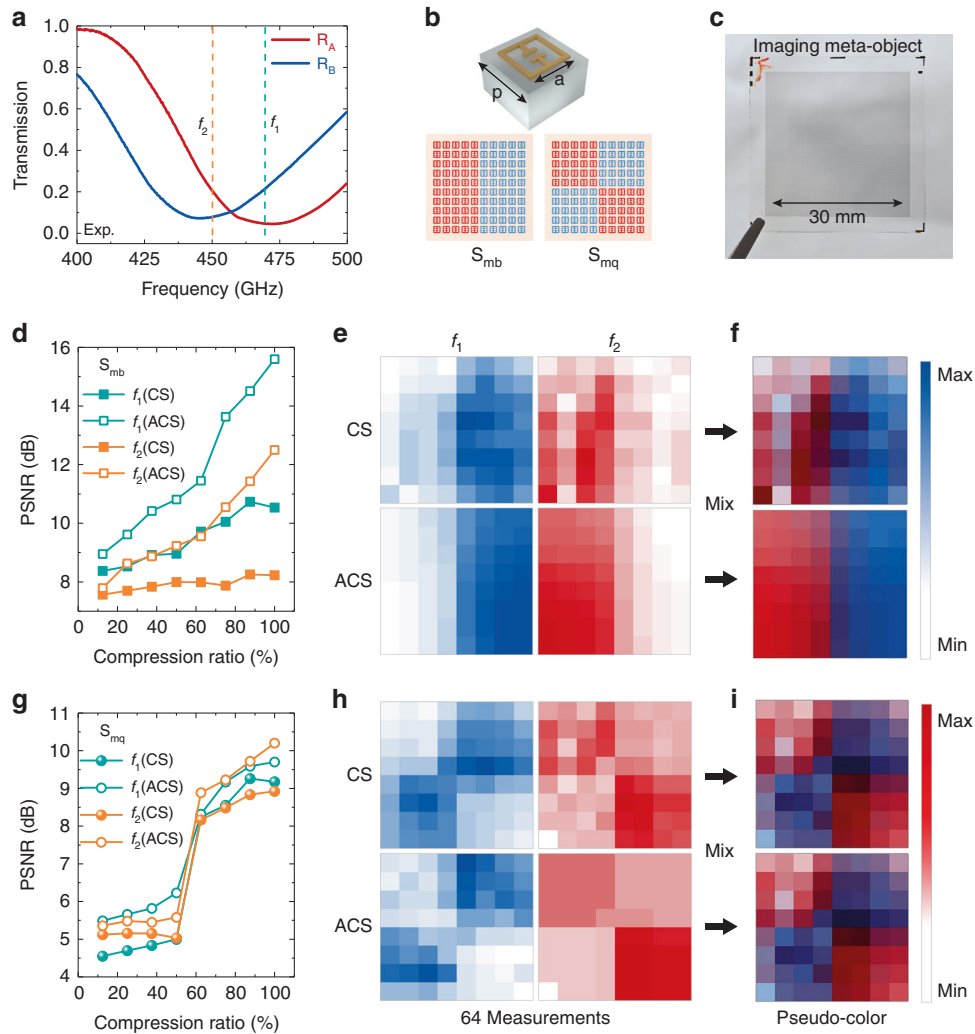 a
1.0
0.8
0.6
0.4
0.2
0.0
Transmission
R_A
R_B
f_2
f_1
Exp.
400
425
450
475
500
Frequency (GHz)
b
p
a
S_mb
S_mq
c
Imaging meta-object
30 mm
d
16
14
12
10
8
PSNR (dB)
S_mb
f_1(CS)
f_1(ACS)
f_2(CS)
f_2(ACS)
0 20 40 60 80 100
Compression ratio (%)
e
f_1
f_2
CS
ACS
Mix
f
Max
Min
g
11
10
9
8
7
6
5
4
PSNR (dB)
S_mq
f_1(CS)
f_1(ACS)
f_2(CS)
f_2(ACS)
0 20 40 60 80 100
Compression ratio (%)
h
CS
ACS
64 Measurements
Mix
i
Pseudo-color
Max
Min